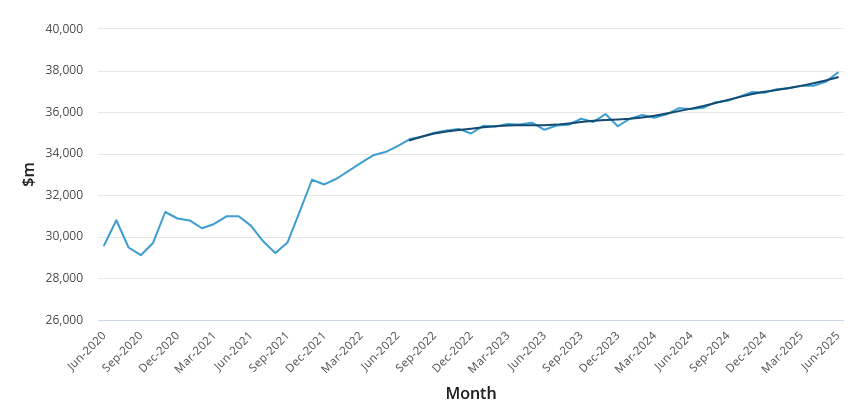 40,000
38,000
36,000
34,000
32,000
30,000
28,000
26,000
$m
Jun-2020
Sep-2020
Dec-2020
Mar-2021
Jun-2021
Sep-2021
Dec-2021
Mar-2022
Jun-2022
Sep-2022
Dec-2022
Mar-2023
Jun-2023
Sep-2023
Dec-2023
Mar-2024
Jun-2024
Sep-2024
Dec-2024
Mar-2025
Jun-2025
Month